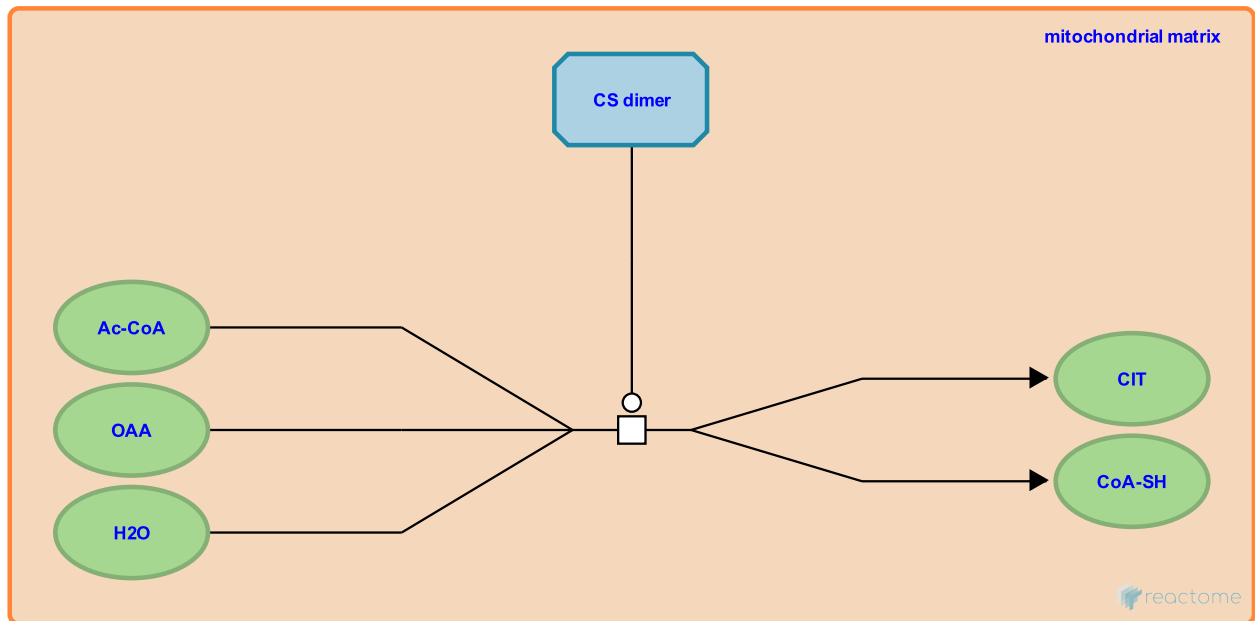 mitochondrial matrix
CS dimer
Ac-CoA
OAA
H2O
CIT
CoA-SH
reactome